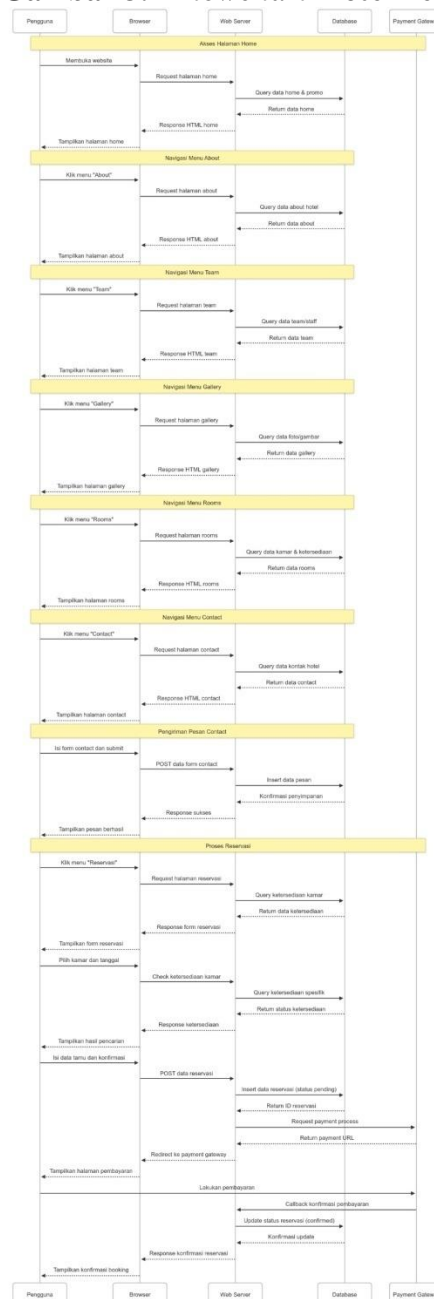 Pengguna Browser Web Server Database Payment Gatew
Akses Halaman Home
Membuka website
Request halaman home
Query data home & promo
Return data home
Response HTML home
Tampilkan halaman home
Navigasi Menu About
Klik menu "About"
Request halaman about
Query data about hotel
Return data about
Response HTML about
Tampilkan halaman about
Navigasi Menu Team
Klik menu "Team"
Request halaman team
Query data team/staff
Return data team
Response HTML team
Tampilkan halaman team
Navigasi Menu Gallery
Klik menu "Gallery"
Request halaman gallery
Query data foto/gambar
Return data gallery
Response HTML gallery
Tampilkan halaman gallery
Navigasi Menu Rooms
Klik menu "Rooms"
Request halaman rooms
Query data kamar & ketersediaan
Return data rooms
Response HTML rooms
Tampilkan halaman rooms
Navigasi Menu Contact
Klik menu "Contact"
Request halaman contact
Query data kontak hotel
Return data contact
Response HTML contact
Tampilkan halaman contact
Pengiriman Pesan Contact
Isi form contact dan submit
POST data form contact
Insert data pesan
Konfirmasi penyimpanan
Response sukses
Tampilkan pesan berhasil
Proses Reservasi
Klik menu "Reservasi"
Request halaman reservasi
Query ketersediaan kamar
Return data ketersediaan
Response form reservasi
Tampilkan form reservasi
Pilih kamar dan tanggal
Check ketersediaan kamar
Query ketersediaan spesifik
Return status ketersediaan
Response ketersediaan
Tampilkan hasil pencarian
Isi data tamu dan konfirmasi
POST data reservasi
Insert data reservasi (status pending)
Return ID reservasi
Request payment process
Return payment URL
Redirect ke payment gateway
Tampilkan halaman pembayaran
Lakukan pembayaran
Callback konfirmasi pembayaran
Update status reservasi (confirmed)
Konfirmasi update
Response konfirmasi reservasi
Tampilkan konfirmasi booking
Pengguna Browser Web Server Database Payment Gatew